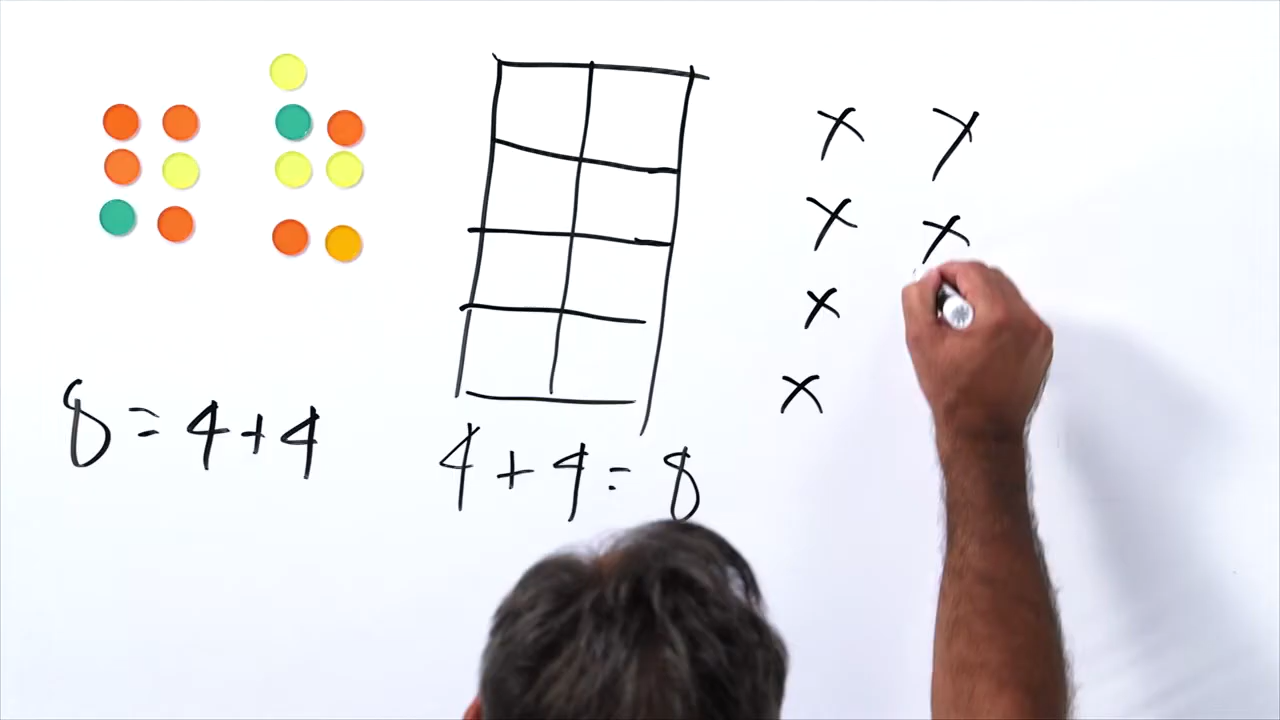 8 = 4 + 4
4 + 4 = 8
x x
x x
x
x